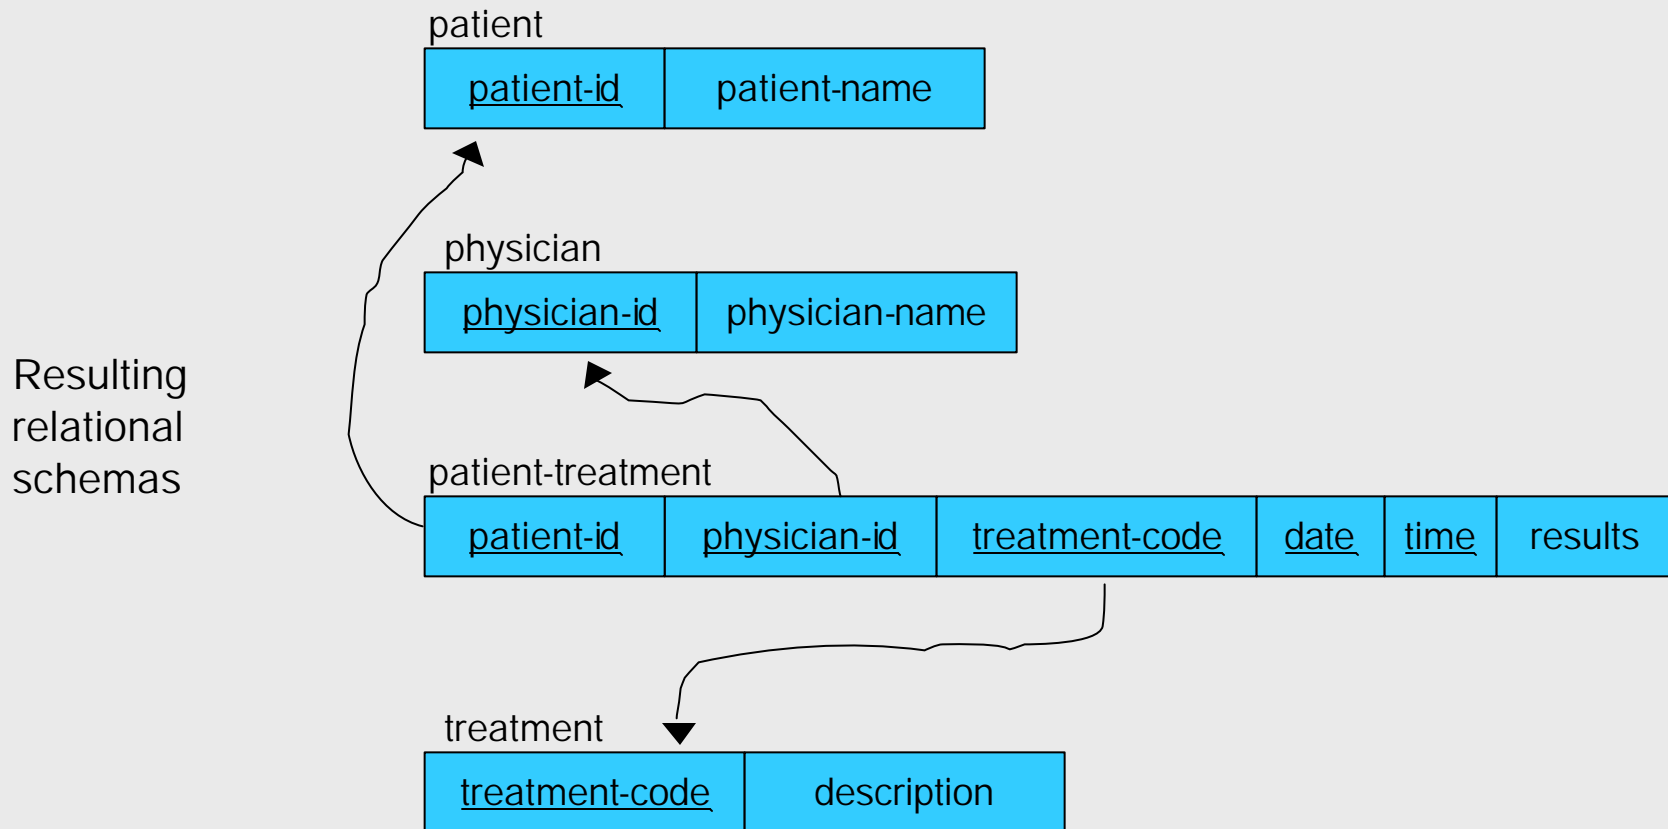 patient
patient-id patient-name
physician
physician-id physician-name
Resulting
relational
schemas
patient-treatment
patient-id physician-id treatment-code date time results
treatment
treatment-code description